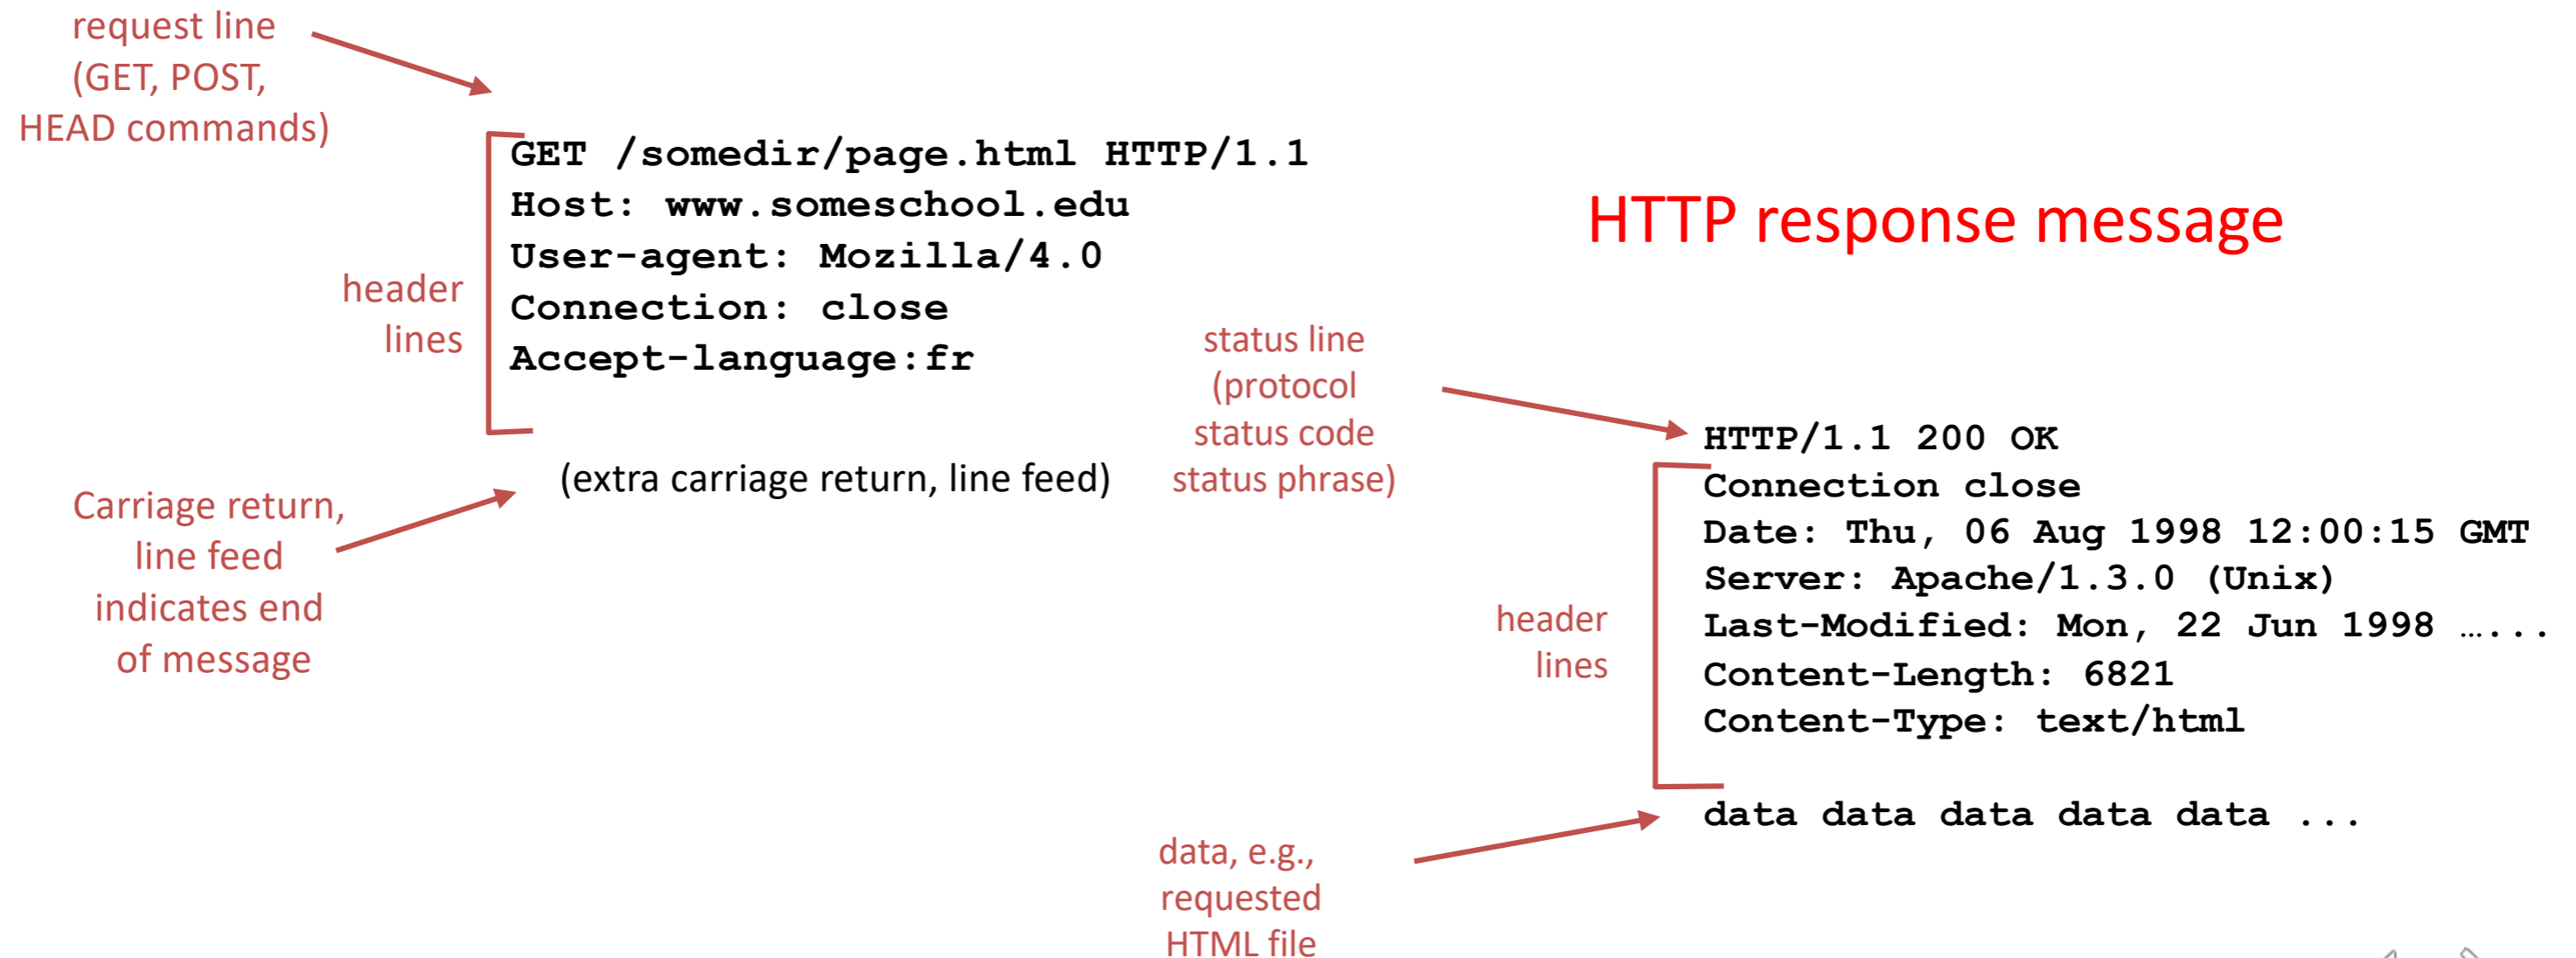 request line
(GET, POST,
HEAD commands)
GET /somedir/page.html HTTP/1.1
Host: www.someschool.edu
User-agent: Mozilla/4.0
Connection: close
Accept-language:fr
header
lines
(extra carriage return, line feed)
Carriage return,
line feed
indicates end
of message
HTTP response message
status line
(protocol
status code
status phrase)
HTTP/1.1 200 OK
Connection close
Date: Thu, 06 Aug 1998 12:00:15 GMT
Server: Apache/1.3.0 (Unix)
Last-Modified: Mon, 22 Jun 1998 …...
Content-Length: 6821
Content-Type: text/html
header
lines
data data data data data ...
data, e.g.,
requested
HTML file